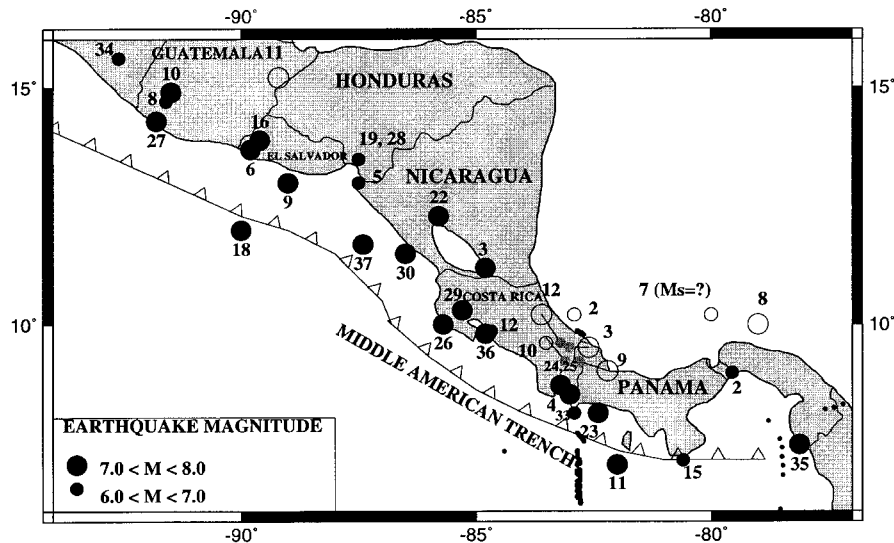 -90° -85° -80°
34
GUATEMALA 11
15° 15°
10
HONDURAS
8
27
16
19, 28
EL SALVADOR
6
5
NICARAGUA
9
22
18
37
30
3
12
7 (Ms=?)
29 COSTA RICA
2
8
10° 10°
26
12
3
36
10
9
24,25
MIDDLE AMERICAN TRENCH
PANAMA
2
4
33
23
EARTHQUAKE MAGNITUDE
7.0 < M < 8.0
6.0 < M < 7.0
11
15
35
-90° -85° -80°